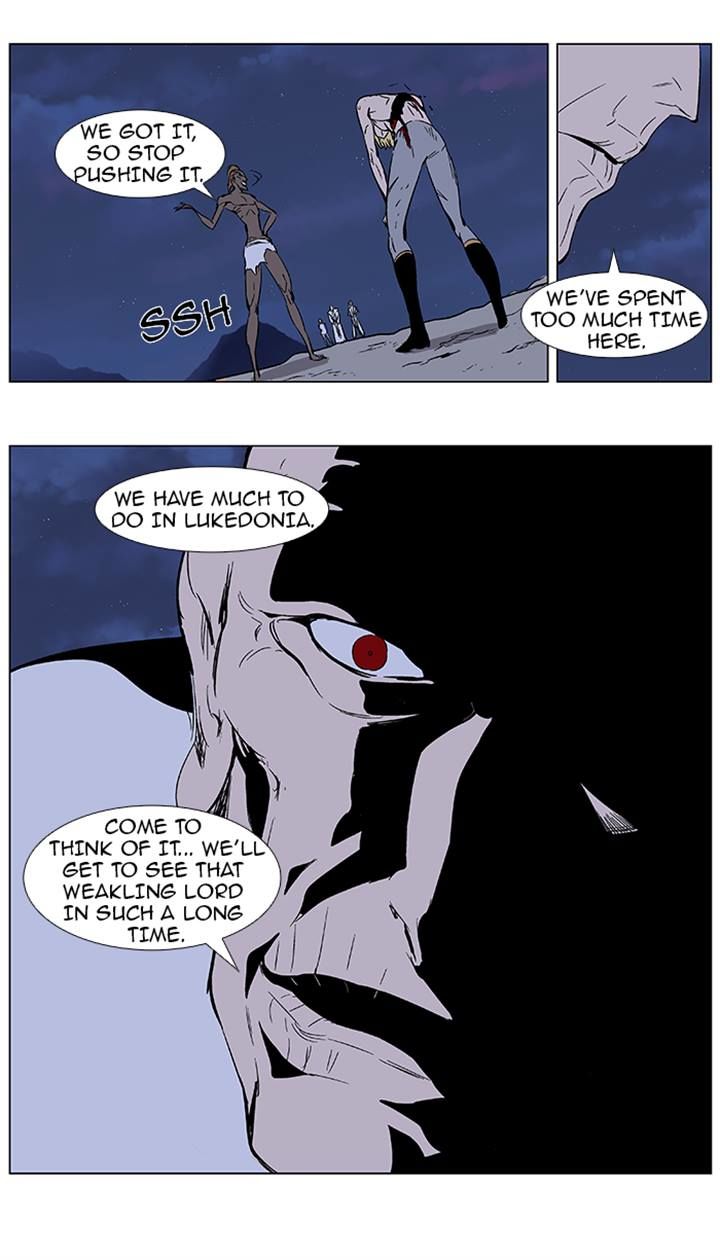 WE GOT IT,
SO STOP
PUSHING IT.
SSH
WE'VE SPENT
TOO MUCH TIME
HERE.
WE HAVE MUCH TO
DO IN LUKEDONIA.
COME TO
THINK OF IT... WE'LL
GET TO SEE THAT
WEAKLING LORD
IN SUCH A LONG
TIME.